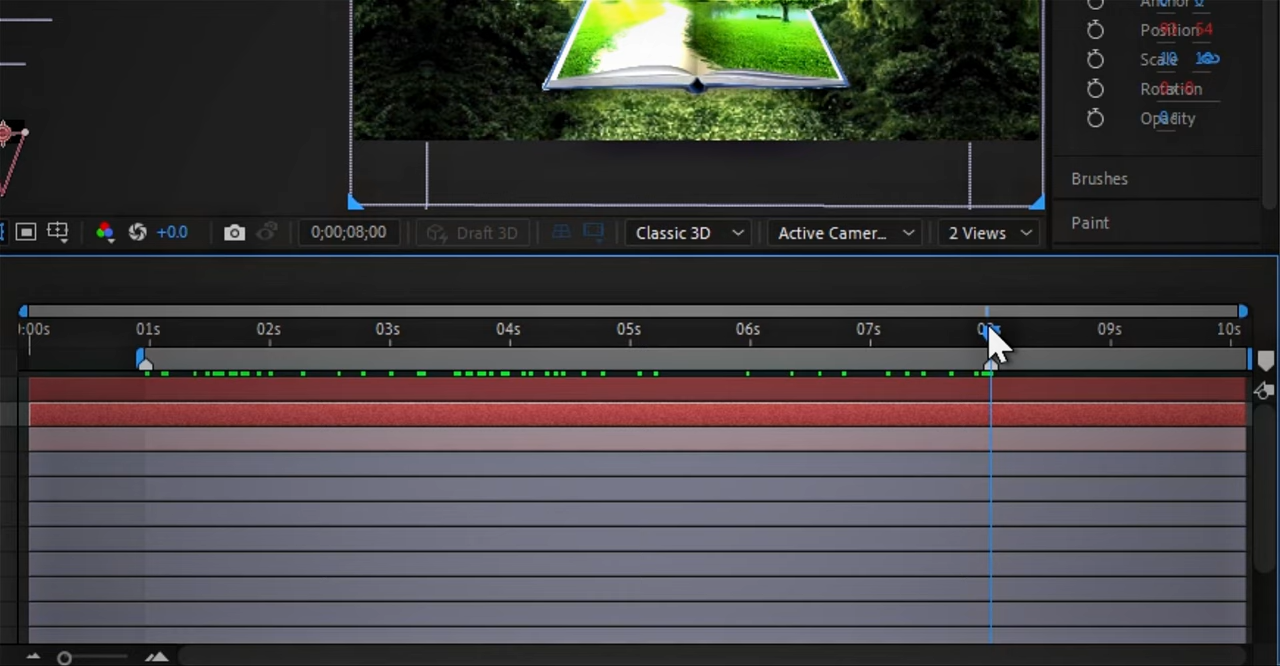 Anchor
Position
Scale
Rotation
Opacity
Brushes
Paint
+0.0 0;00;08;00 Draft 3D Classic 3D Active Camer... 2 Views
:00s 01s 02s 03s 04s 05s 06s 07s 09s 10s